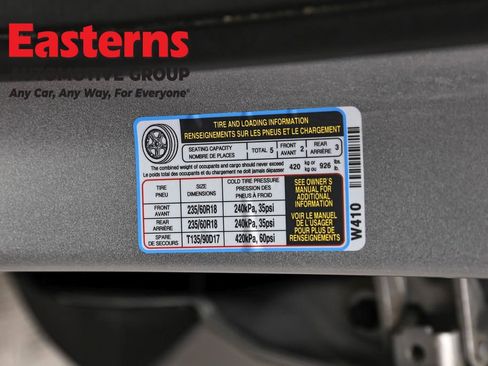 Easterns
AUTOMOTIVE GROUP
Any Car, Any Way, For Everyone®
TIRE AND LOADING INFORMATION
RENSEIGNEMENTS SUR LES PNEUS ET LE CHARGEMENT
SEATING CAPACITY
NOMBRE DE PLACES
TOTAL 5
FRONT
AVANT 2
REAR
ARRIÈRE 3
The combined weight of occupants and cargo should never exceed
Le poids total des occupants et du chargement ne doit jamais dépasser
420 kg or
kg ou
926 lbs.
lb.
TIRE
PNEU
SIZE
DIMENSIONS
COLD TIRE PRESSURE
PRESSION DES
PNEUS À FROID
FRONT
AVANT
235/60R18
240kPa, 35psi
REAR
ARRIÈRE
235/60R18
240kPa, 35psi
SPARE
DE SECOURS
T135/90D17
420kPa, 60psi
SEE OWNER'S
MANUAL FOR
ADDITIONAL
INFORMATION
VOIR LE MANUEL
DE L'USAGER
POUR PLUS DE
RENSEIGNEMENTS
W410